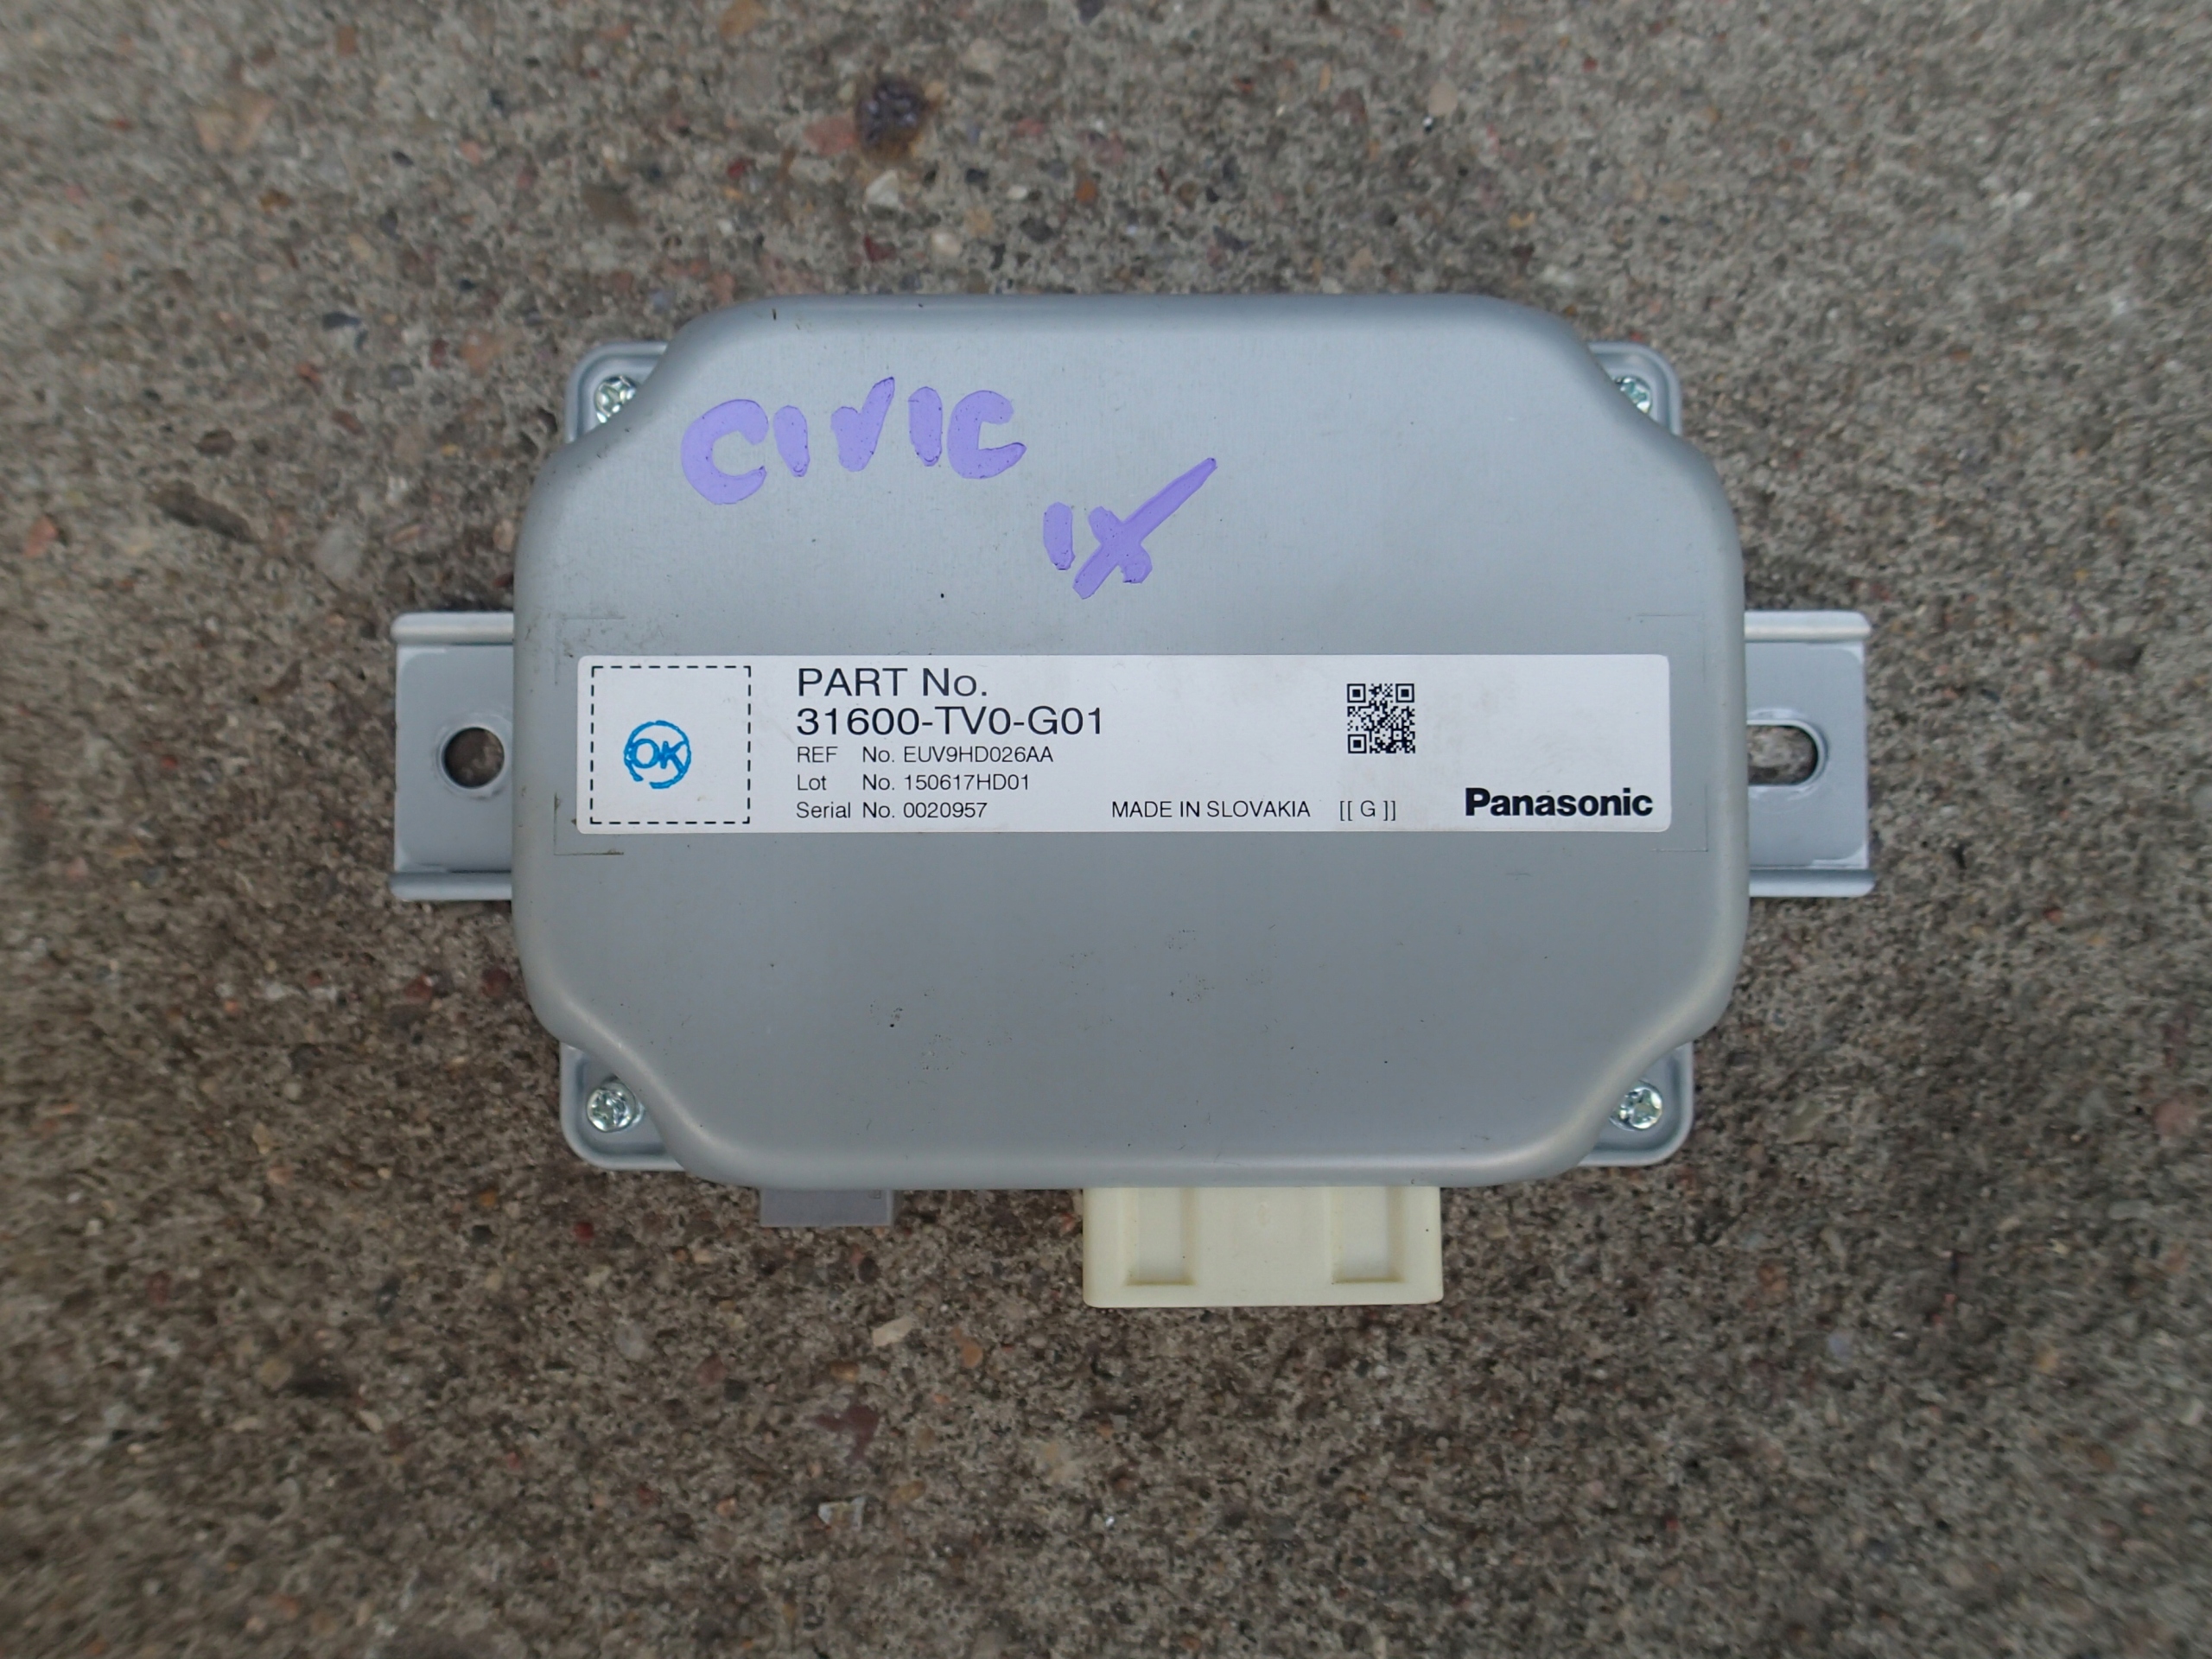 CIVIC
IX
OK
PART No.
31600-TV0-G01
REF No. EUV9HD026AA
Lot No. 150617HD01
Serial No. 0020957
MADE IN SLOVAKIA [[ G ]]
Panasonic